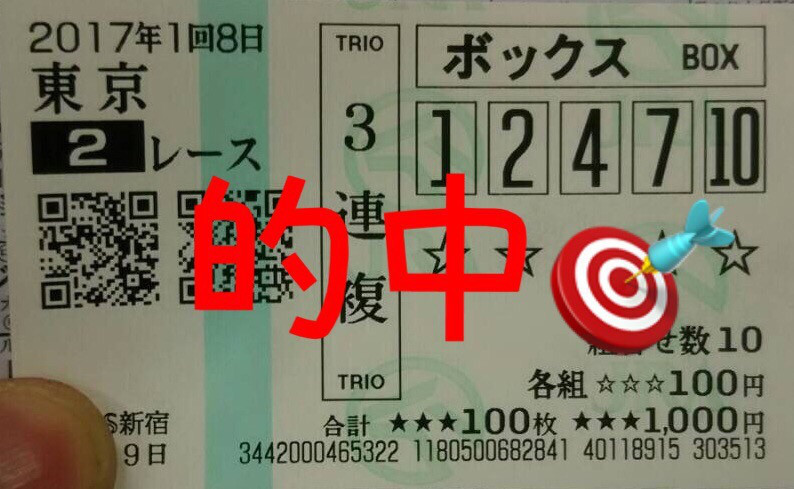 2017年1回8日
東京
2レース
TRIO
3連複
TRIO
ボックス BOX
1 2 4 7 10
☆ ☆ ☆
的中
せ数10
各組 ☆☆☆100円
合計 ★★★100枚 ★★★1,000円
新宿
9日
3442000465322 1180500682841 40118915 303513